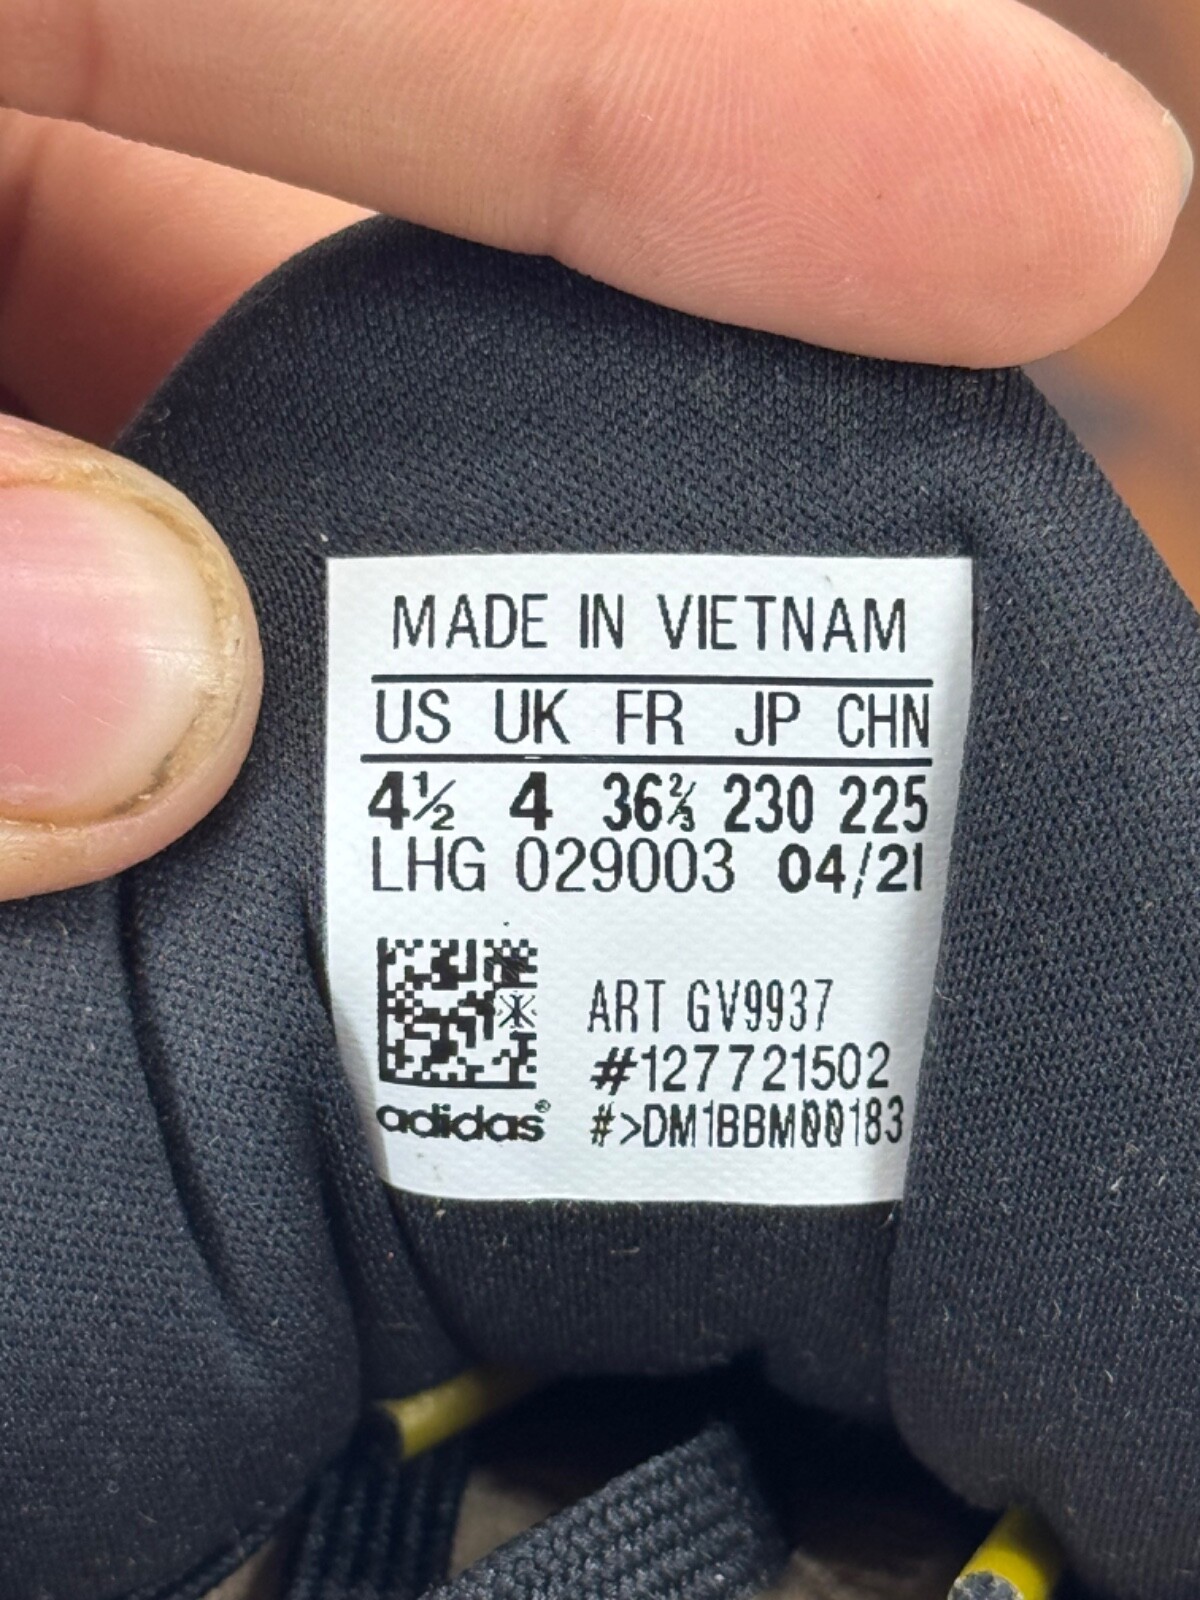 MADE IN VIETNAM
US UK FR JP CHN
4½ 4 36⅔ 230 225
LHG 029003 04/21
ART GV9937
#127721502
adidas® #>DM1BBM00183